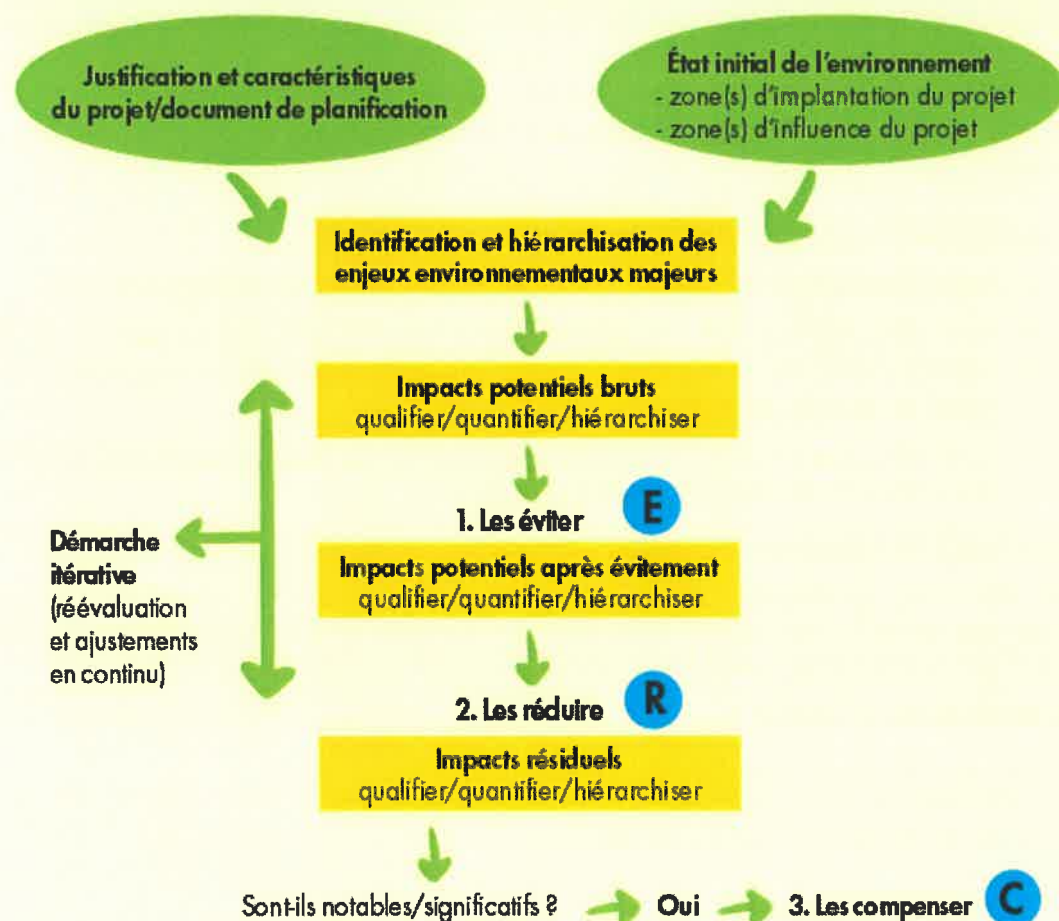 Justification et caractéristiques
du projet/document de planification
État initial de l'environnement
- zone(s) d'implantation du projet
- zone(s) d'influence du projet
Identification et hiérarchisation des
enjeux environnementaux majeurs
Impacts potentiels bruts
qualifier/quantifier/hiérarchiser
1. Les éviter
E
Impacts potentiels après évitement
qualifier/quantifier/hiérarchiser
Démarche
itérative
(réévaluation
et ajustements
en continu)
2. Les réduire
R
Impacts résiduels
qualifier/quantifier/hiérarchiser
Sont-ils notables/significatifs ?
Oui
3. Les compenser
C